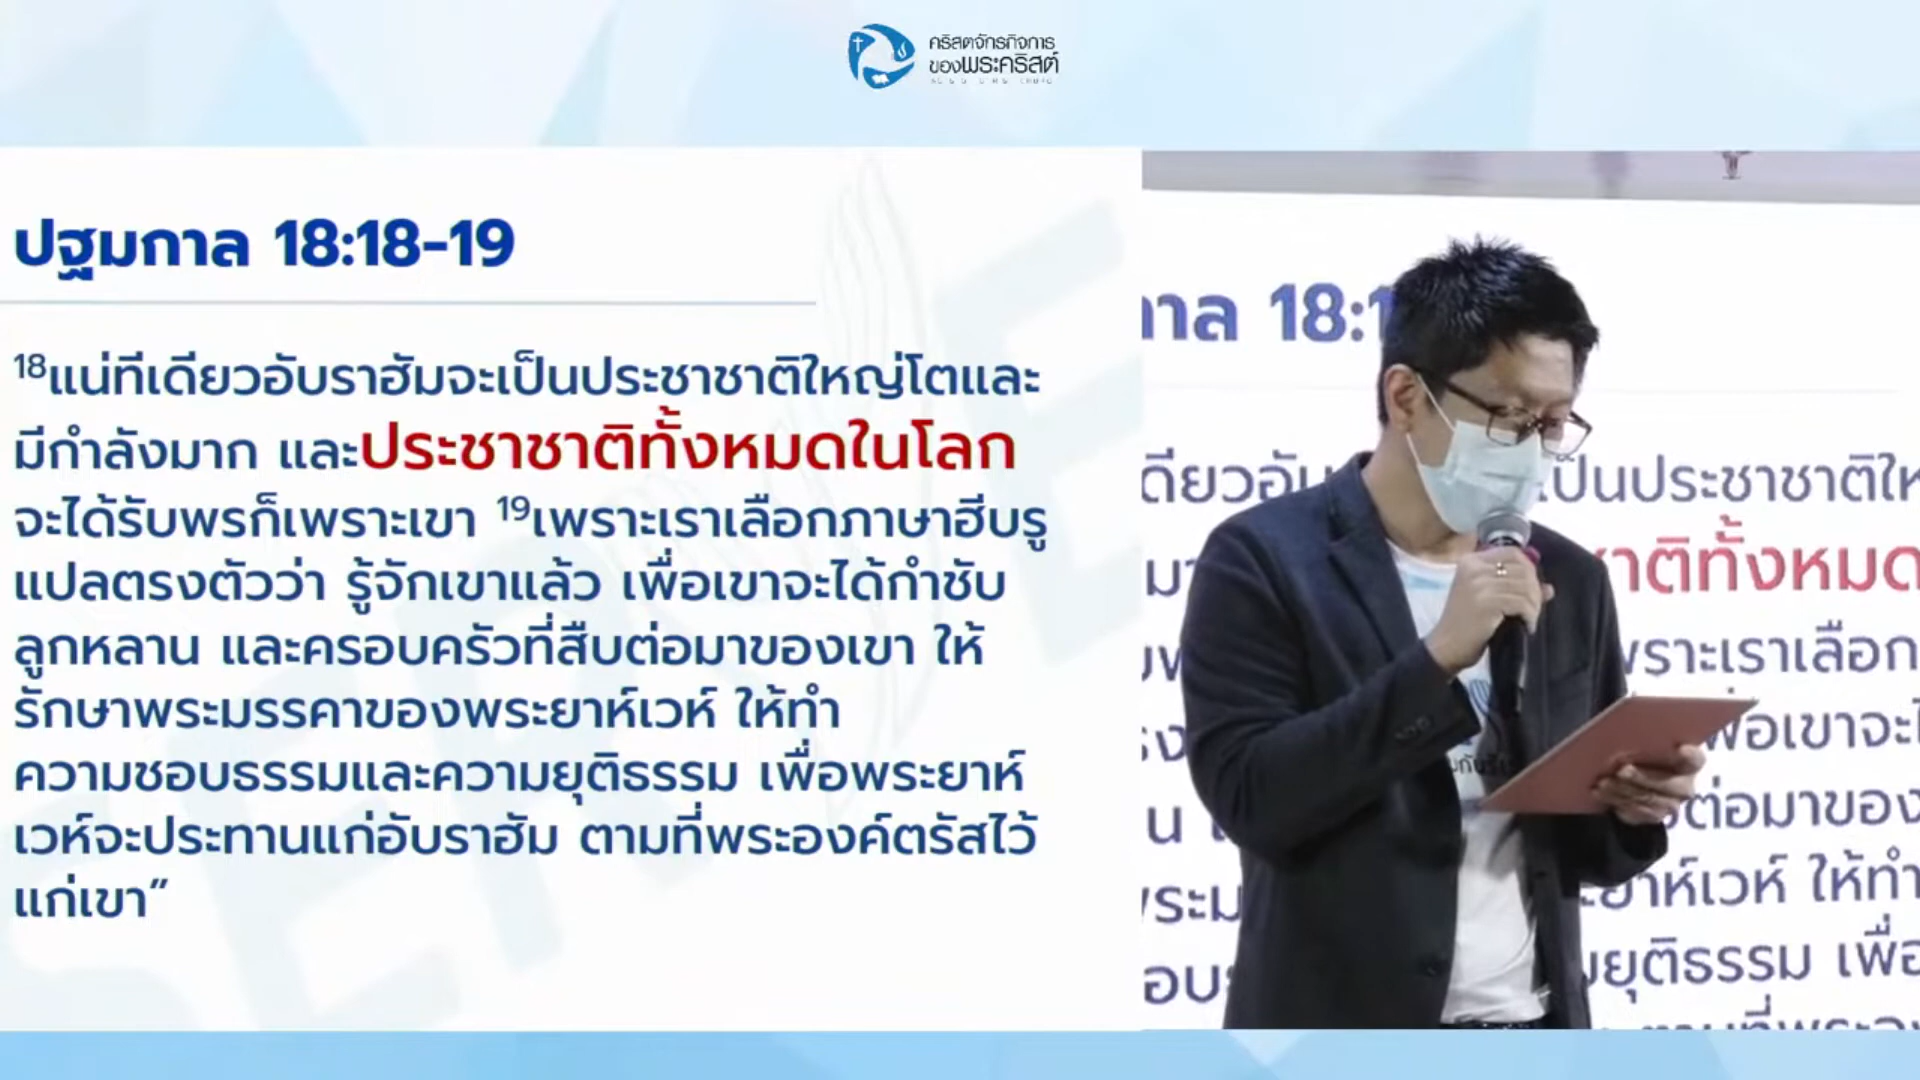 คริสตจักรกิจการ
ของพระคริสต์
ปฐมกาล 18:18-19
18แน่ทีเดียวอับราฮัมจะเป็นประชาชาติใหญ่โตและ
มีกำลังมาก และประชาชาติทั้งหมดในโลก
จะได้รับพรก็เพราะเขา 19เพราะเราเลือกภาษาฮีบรู
แปลตรงตัวว่า รู้จักเขาแล้ว เพื่อเขาจะได้กำชับ
ลูกหลาน และครอบครัวที่สืบต่อมาของเขา ให้
รักษาพระมรรคาของพระยาห์เวห์ ให้ทำ
ความชอบธรรมและความยุติธรรม เพื่อพระยาห์
เวห์จะประทานแก่อับราฮัม ตามที่พระองค์ตรัสไว้
แก่เขา”
กาล 18:1
ดียวอับ เป็นประชาชาติให
ชาติทั้งหมด
พราะเราเลือก
เพื่อเขาจะไ
ต่อมาของ
พระม ะยาห์เวห์ ให้ทำ
อบ ยุติธรรม เพื่อ